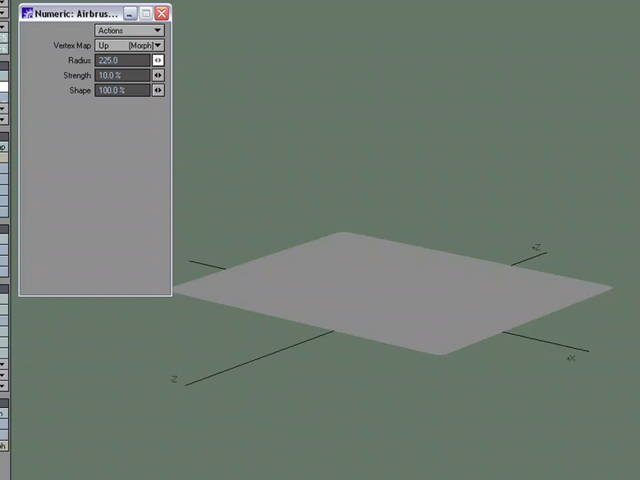 Numeric: Airbrus...
Actions
Vertex Map Up [Morph]
Radius 225.0
Strength 10.0 %
Shape 100.0 %
Z
X
Z